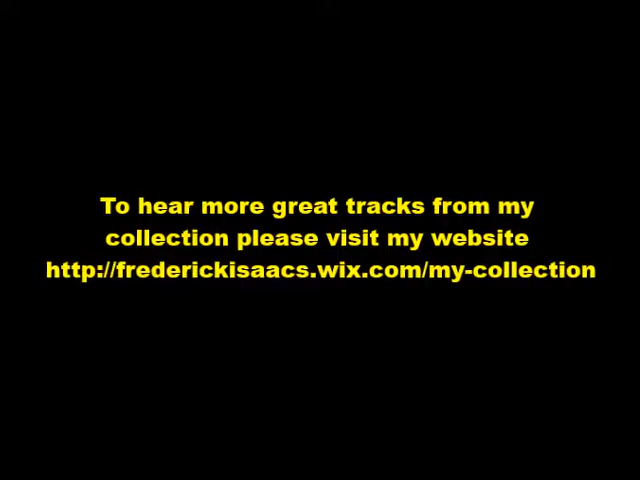 To hear more great tracks from my
collection please visit my website
http://frederickisaacs.wix.com/my-collection